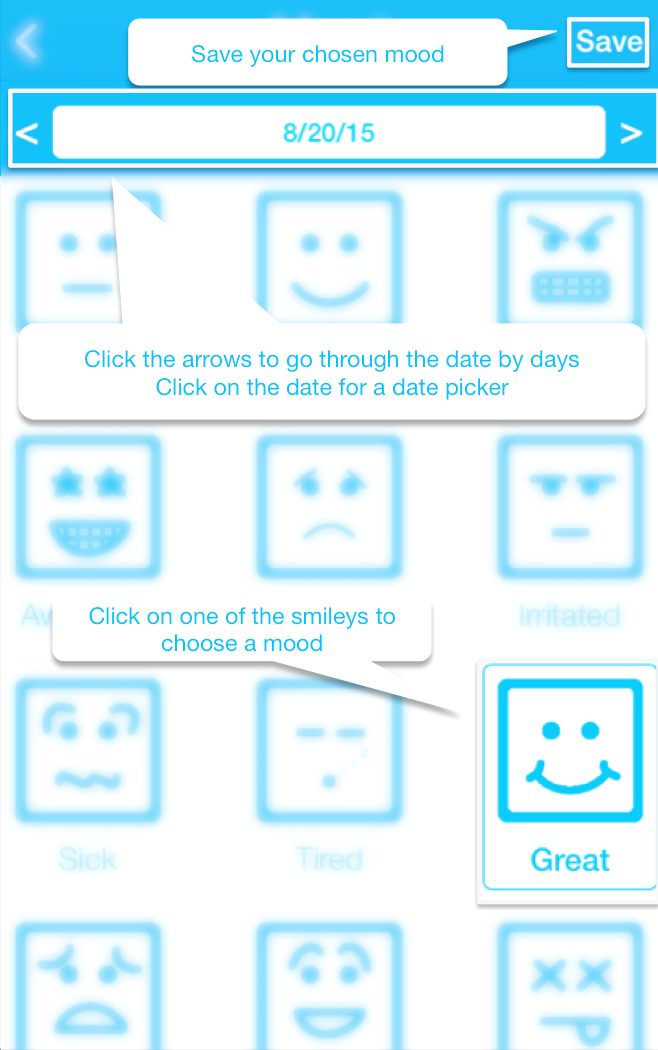 Save your chosen mood
Save
<
8/20/15
>
Click the arrows to go through the date by days
Click on the date for a date picker
Click on one of the smileys to
choose a mood
Irritated
Sick
Tired
Great